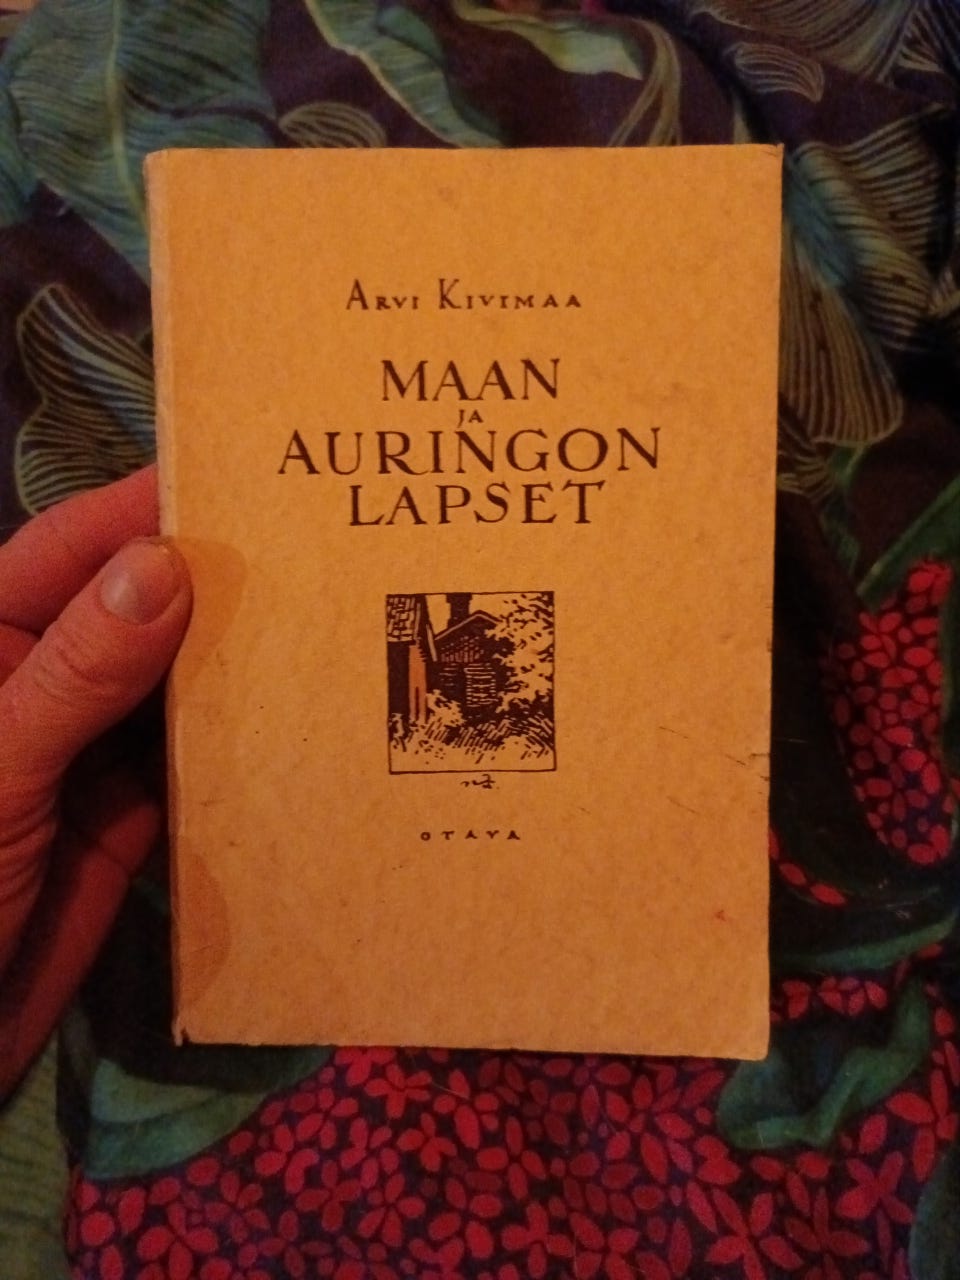 ARVI KIVIMAA
MAAN
JA
AURINGON
LAPSET
OTAVA